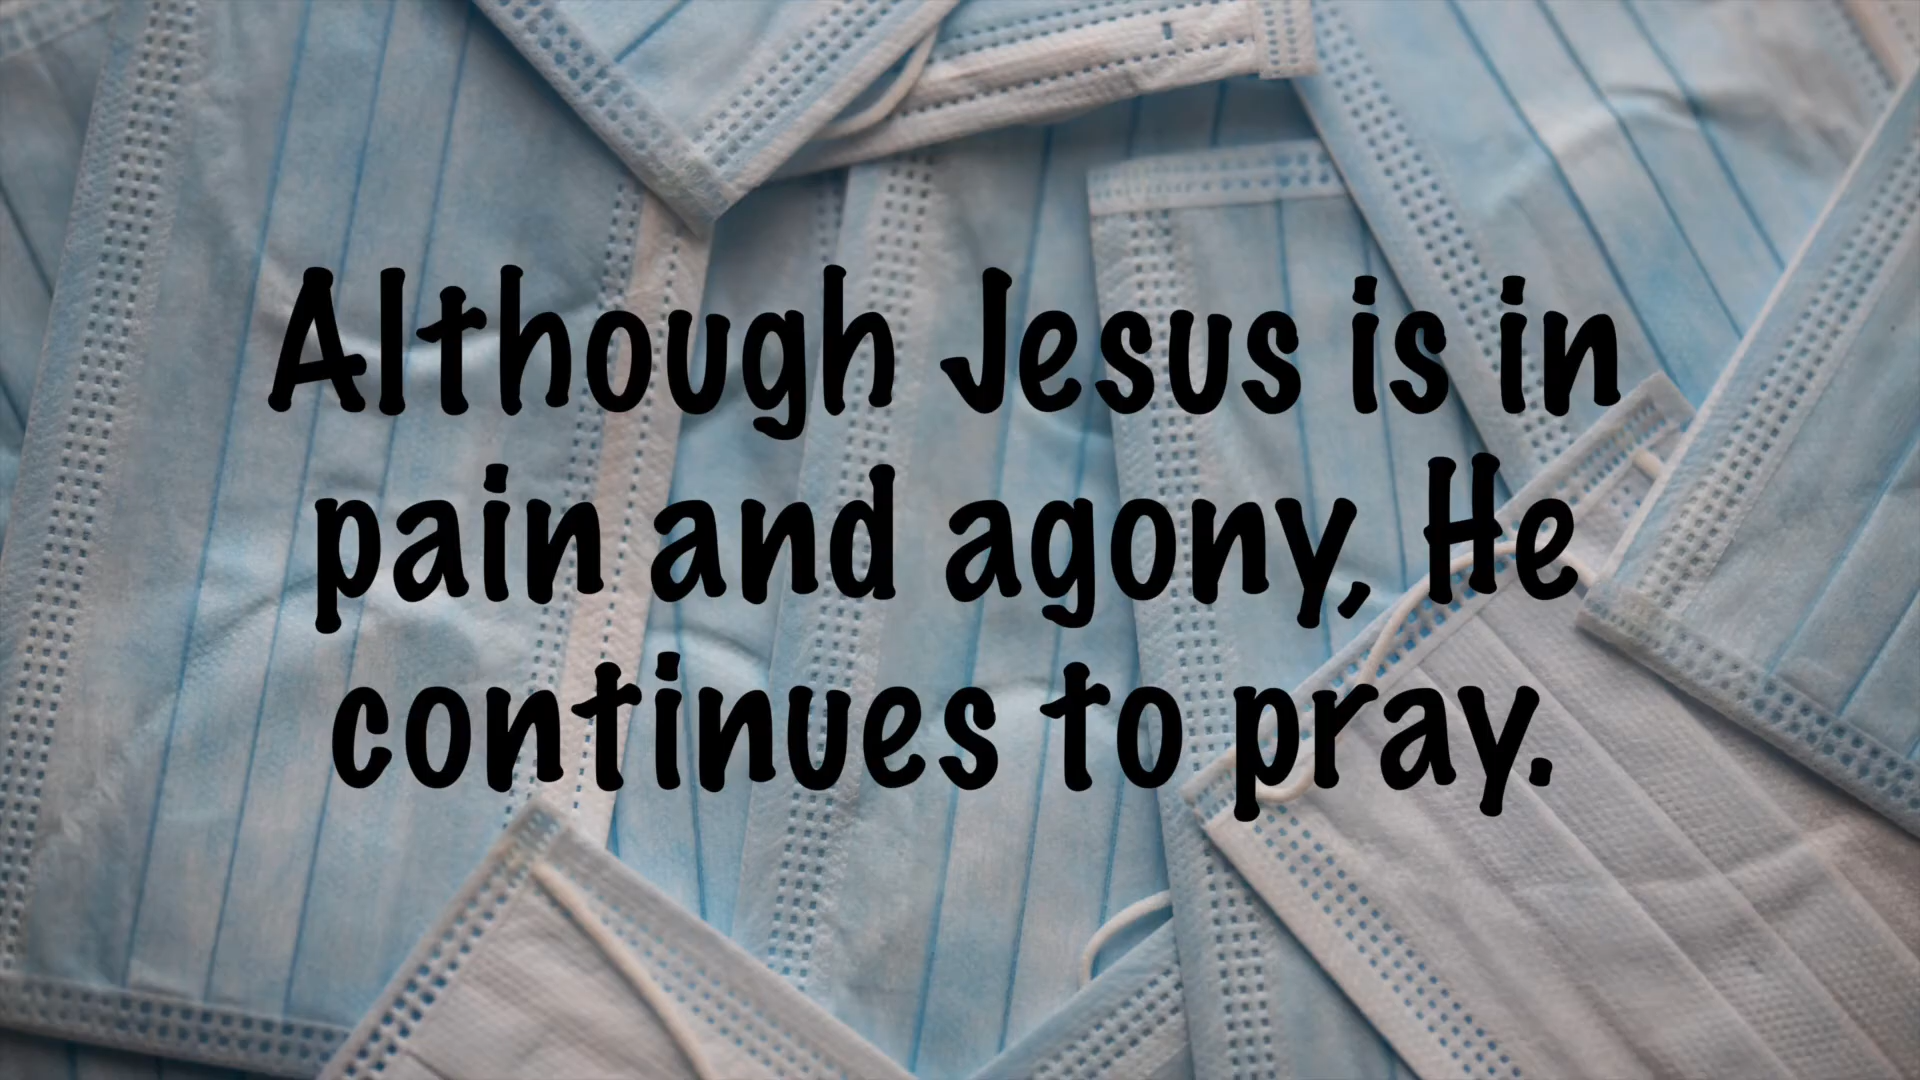 Although Jesus is in
pain and agony, He
continues to pray.